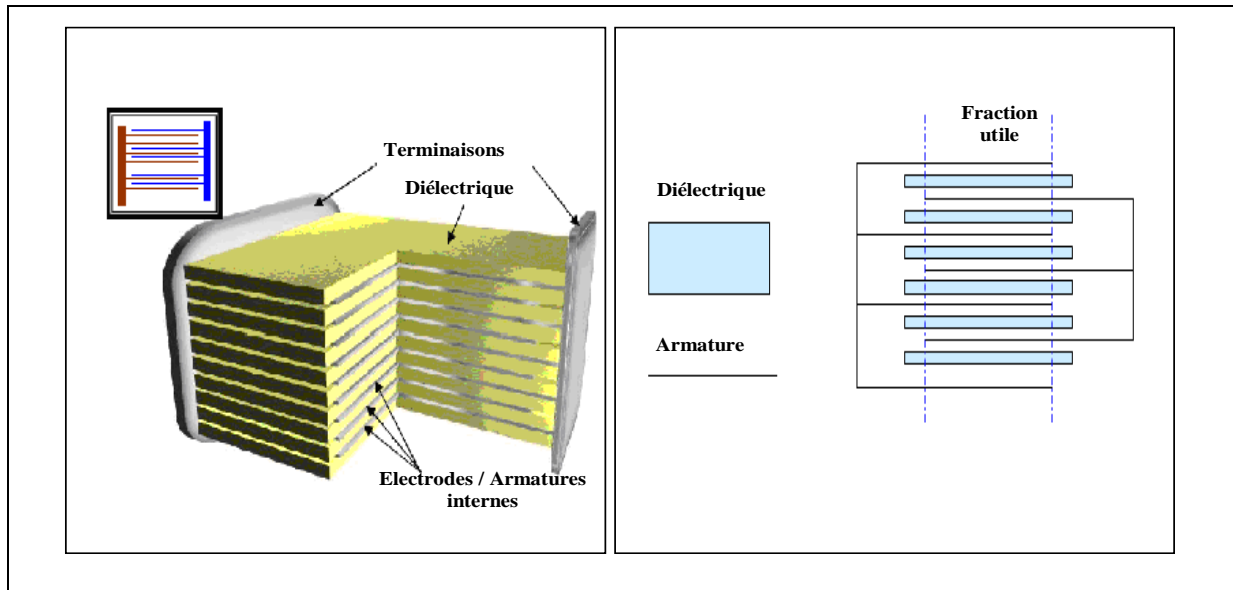 Terminaisons
Diélectrique
Electrodes / Armatures
internes
Fraction
utile
Diélectrique
Armature